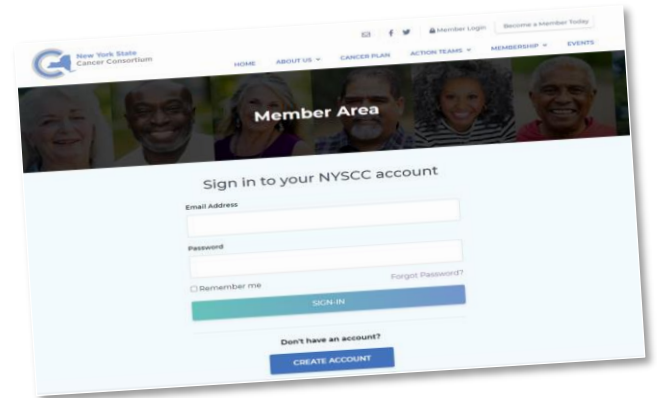 Member Login
Become a Member Today
New York State
Cancer Consortium
HOME
ABOUT US
CANCER PLAN
ACTION TEAMS
MEMBERSHIP
EVENTS
Member Area
Sign in to your NYSCC account
Email Address
Password
Remember me
Forgot Password?
SIGN-IN
Don't have an account?
CREATE ACCOUNT